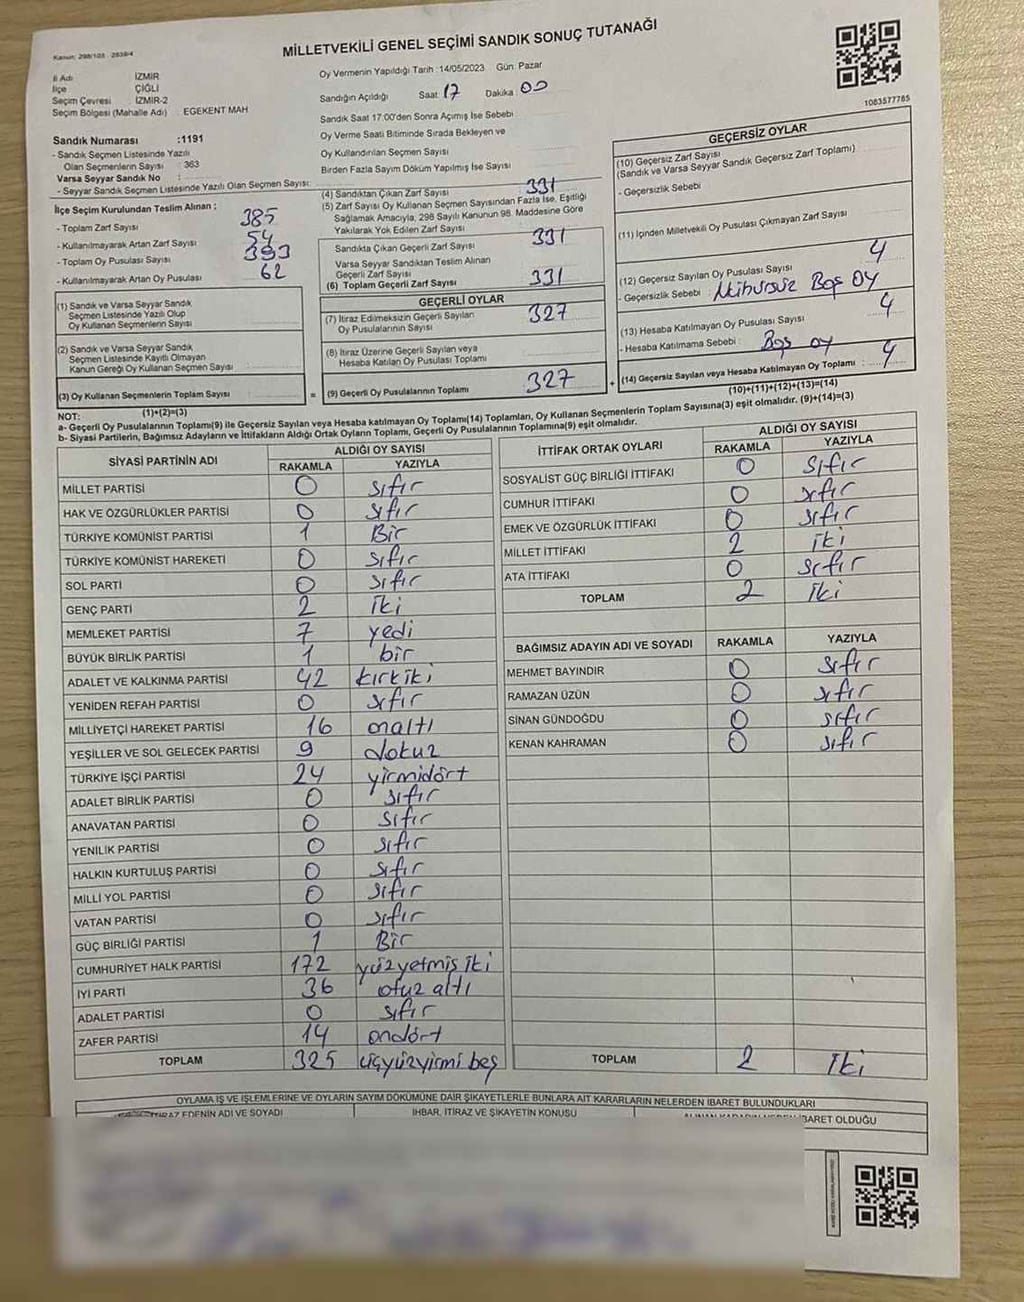 Kanun: 298/105 - 2839/4
MİLLETVEKİLİ GENEL SEÇİMİ SANDIK SONUÇ TUTANAĞI
İl Adı İZMİR
İlçe ÇİĞLİ
Seçim Çevresi İZMİR-2
Seçim Bölgesi (Mahalle Adı) EGEKENT MAH
Sandık Numarası :1191
- Sandık Seçmen Listesinde Yazılı
Olan Seçmenlerin Sayısı : 363
Varsa Seyyar Sandık No :
- Seyyar Sandık Seçmen Listesinde Yazılı Olan Seçmen Sayısı:
İlçe Seçim Kurulundan Teslim Alınan :
- Toplam Zarf Sayısı 385
- Kullanılmayarak Artan Zarf Sayısı 54
- Toplam Oy Pusulası Sayısı 393
- Kullanılmayarak Artan Oy Pusulası 62
(1) Sandık ve Varsa Seyyar Sandık
Seçmen Listesinde Yazılı Olup
Oy Kullanan Seçmenlerin Sayısı
(2) Sandık ve Varsa Seyyar Sandık
Seçmen Listesinde Kayıtlı Olmayan
Kanun Gereği Oy Kullanan Seçmen Sayısı
(3) Oy Kullanan Seçmenlerin Toplam Sayısı
(1)+(2)=(3)
Oy Vermenin Yapıldığı Tarih :14/05/2023 Gün: Pazar
Sandığın Açıldığı Saat: 17 Dakika: 00
Sandık Saat 17:00'den Sonra Açımış İse Sebebi
Oy Verme Saati Bitiminde Sırada Bekleyen ve
Oy Kullandırılan Seçmen Sayısı
Birden Fazla Sayım Döküm Yapılmış İse Sayısı
(4) Sandıktan Çıkan Zarf Sayısı 331
(5) Zarf Sayısı Oy Kullanan Seçmen Sayısından Fazla İse, Eşitliği
Sağlamak Amacıyla, 298 Sayılı Kanunun 98. Maddesine Göre
Yakılarak Yok Edilen Zarf Sayısı
Sandıkta Çıkan Geçerli Zarf Sayısı 331
Varsa Seyyar Sandıktan Teslim Alınan
Geçerli Zarf Sayısı
(6) Toplam Geçerli Zarf Sayısı 331
GEÇERLİ OYLAR
(7) İtiraz Edilmeksizin Geçerli Sayılan
Oy Pusulalarının Sayısı 327
(8) İtiraz Üzerine Geçerli Sayılan veya
Hesaba Katılan Oy Pusulası Toplamı
= (9) Geçerli Oy Pusulalarının Toplamı 327 +
1083577785
GEÇERSİZ OYLAR
(10) Geçersiz Zarf Sayısı
(Sandık ve Varsa Seyyar Sandık Geçersiz Zarf Toplamı)
- Geçersizlik Sebebi
(11) İçinden Milletvekili Oy Pusulası Çıkmayan Zarf Sayısı
(12) Geçersiz Sayılan Oy Pusulası Sayısı 4
- Geçersizlik Sebebi : Mühürsüz Boş OY
(13) Hesaba Katılmayan Oy Pusulası Sayısı 4
- Hesaba Katılmama Sebebi : Boş oy
(14) Geçersiz Sayılan veya Hesaba Katılmayan Oy Toplamı : 4
(10)+(11)+(12)+(13)=(14)
NOT:
a- Geçerli Oy Pusulalarının Toplamı(9) ile Geçersiz Sayılan veya Hesaba katılmayan Oy Toplamı(14) Toplamları, Oy Kullanan Seçmenlerin Toplam Sayısına(3) eşit olmalıdır. (9)+(14)=(3)
b- Siyasi Partilerin, Bağımsız Adayların ve İttifakların Aldığı Ortak Oyların Toplamı, Geçerli Oy Pusulalarının Toplamına(9) eşit olmalıdır.
SİYASİ PARTİNİN ADI ALDIĞI OY SAYISI
RAKAMLA YAZIYLA
MİLLET PARTİSİ 0 sıfır
HAK VE ÖZGÜRLÜKLER PARTİSİ 0 sıfır
TÜRKİYE KOMÜNİST PARTİSİ 1 Bir
TÜRKİYE KOMÜNİST HAREKETİ 0 sıfır
SOL PARTİ 0 sıfır
GENÇ PARTİ 2 iki
MEMLEKET PARTİSİ 7 yedi
BÜYÜK BİRLİK PARTİSİ 1 bir
ADALET VE KALKINMA PARTİSİ 42 kırkiki
YENİDEN REFAH PARTİSİ 0 sıfır
MİLLİYETÇİ HAREKET PARTİSİ 16 onaltı
YEŞİLLER VE SOL GELECEK PARTİSİ 9 dokuz
TÜRKİYE İŞÇİ PARTİSİ 24 yirmidört
ADALET BİRLİK PARTİSİ 0 sıfır
ANAVATAN PARTİSİ 0 sıfır
YENİLİK PARTİSİ 0 sıfır
HALKIN KURTULUŞ PARTİSİ 0 sıfır
MİLLİ YOL PARTİSİ 0 sıfır
VATAN PARTİSİ 0 sıfır
GÜÇ BİRLİĞİ PARTİSİ 1 Bir
CUMHURİYET HALK PARTİSİ 172 yüzyetmiş iki
İYİ PARTİ 36 otuz altı
ADALET PARTİSİ 0 sıfır
ZAFER PARTİSİ 14 ondört
TOPLAM 325 üçyüzyirmi beş
İTTİFAK ORTAK OYLARI ALDIĞI OY SAYISI
RAKAMLA YAZIYLA
SOSYALİST GÜÇ BİRLİĞİ İTTİFAKI 0 sıfır
CUMHUR İTTİFAKI 0 sıfır
EMEK VE ÖZGÜRLÜK İTTİFAKI 0 sıfır
MİLLET İTTİFAKI 2 iki
ATA İTTİFAKI 0 sıfır
TOPLAM 2 iki
BAĞIMSIZ ADAYIN ADI VE SOYADI RAKAMLA YAZIYLA
MEHMET BAYINDIR 0 sıfır
RAMAZAN ÜZÜN 0 sıfır
SİNAN GÜNDOĞDU 0 sıfır
KENAN KAHRAMAN 0 sıfır
TOPLAM 2 iki
OYLAMA İŞ VE İŞLEMLERİNE VE OYLARIN SAYIM DÖKÜMÜNE DAİR ŞİKAYETLERLE BUNLARA AİT KARARLARIN NELERDEN İBARET BULUNDUKLARI
EDENİN ADI VE SOYADI İHBAR, İTİRAZ VE ŞİKAYETİN KONUSU İBARET OLDUĞU